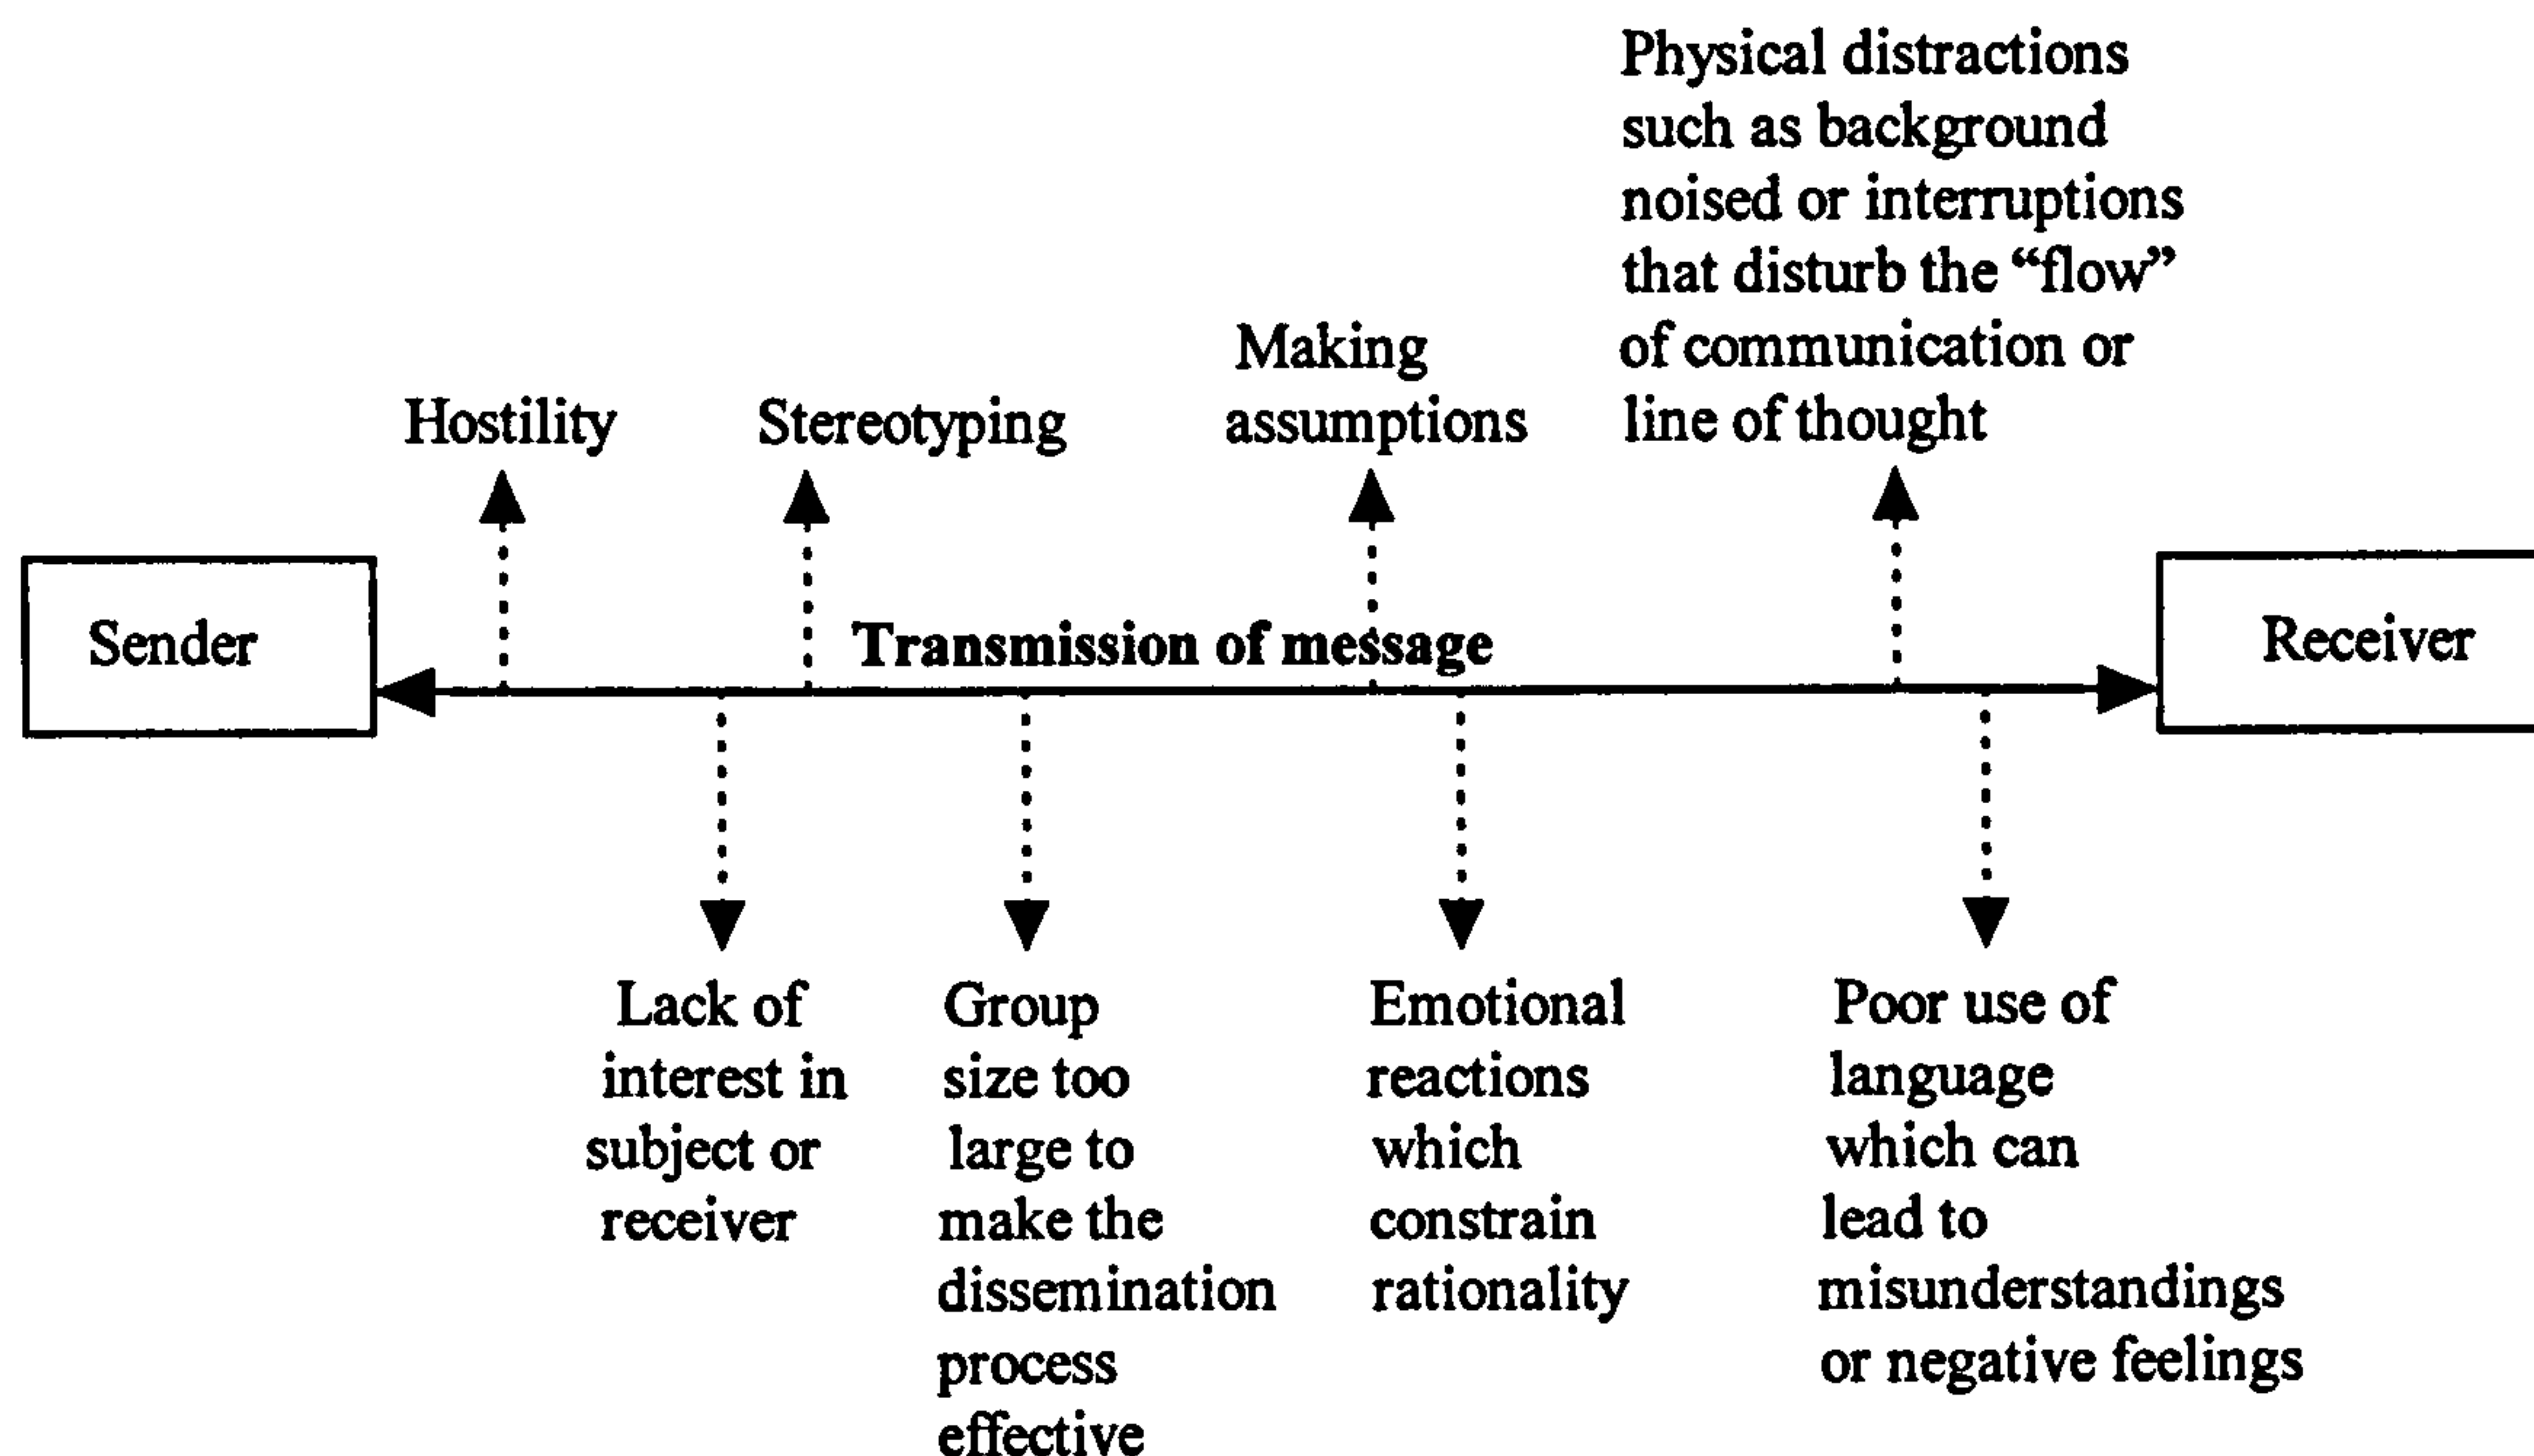 Physical distractions
such as background
noised or interruptions
that disturb the “flow”
of communication or
line of thought
Making
assumptions
Hostility
Stereotyping
Sender
Transmission of message
Receiver
Lack of
interest in
subject or
receiver
Group
size too
large to
make the
dissemination
process
effective
Emotional
reactions
which
constrain
rationality
Poor use of
language
which can
lead to
misunderstandings
or negative feelings